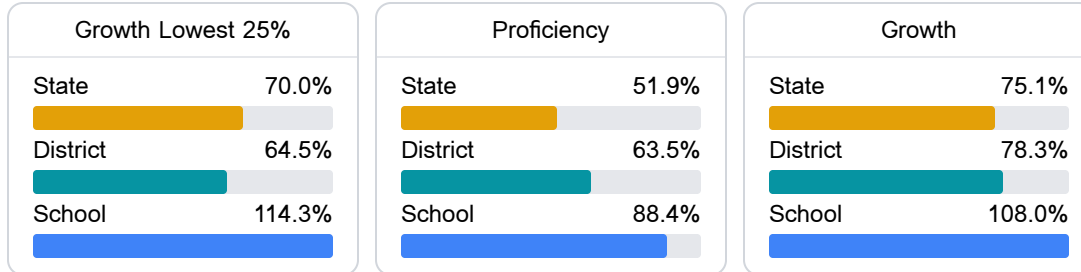 Growth Lowest 25%
State 70.0%
District 64.5%
School 114.3%
Proficiency
State 51.9%
District 63.5%
School 88.4%
Growth
State 75.1%
District 78.3%
School 108.0%